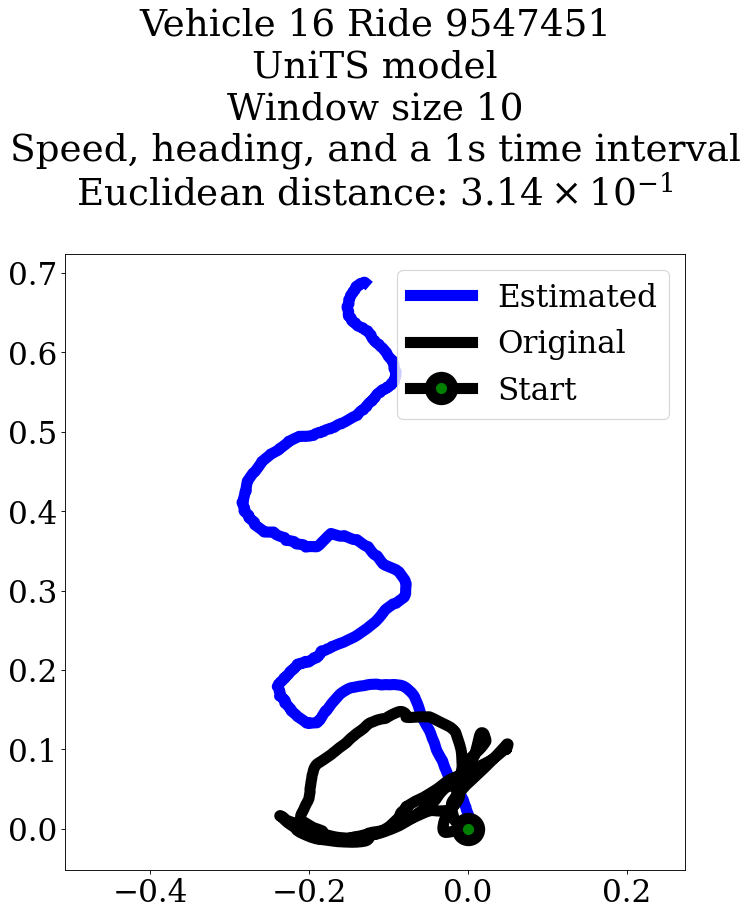 Vehicle 16 Ride 9547451
UniTS model
Window size 10
Speed, heading, and a 1s time interval
Euclidean distance: 3.14 × 10⁻¹
Estimated
Original
Start
0.7
0.6
0.5
0.4
0.3
0.2
0.1
0.0
−0.4 −0.2 0.0 0.2